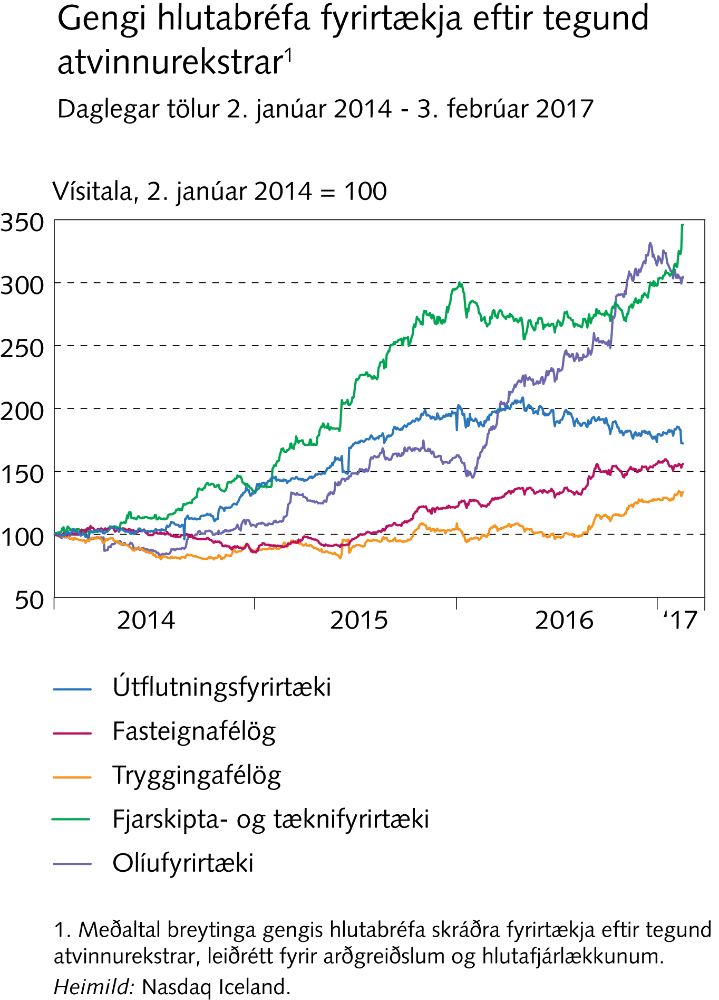 Gengi hlutabréfa fyrirtækja eftir tegund
atvinnurekstrar¹
Daglegar tölur 2. janúar 2014 - 3. febrúar 2017
Vísitala, 2. janúar 2014 = 100
350
300
250
200
150
100
50
2014 2015 2016 ‘17
Útflutningsfyrirtæki
Fasteignafélög
Tryggingafélög
Fjarskipta- og tæknifyrirtæki
Olíufyrirtæki
1. Meðaltal breytinga gengis hlutabréfa skráðra fyrirtækja eftir tegund
atvinnurekstrar, leiðrétt fyrir arðgreiðslum og hlutafjárlækkunum.
Heimild: Nasdaq Iceland.